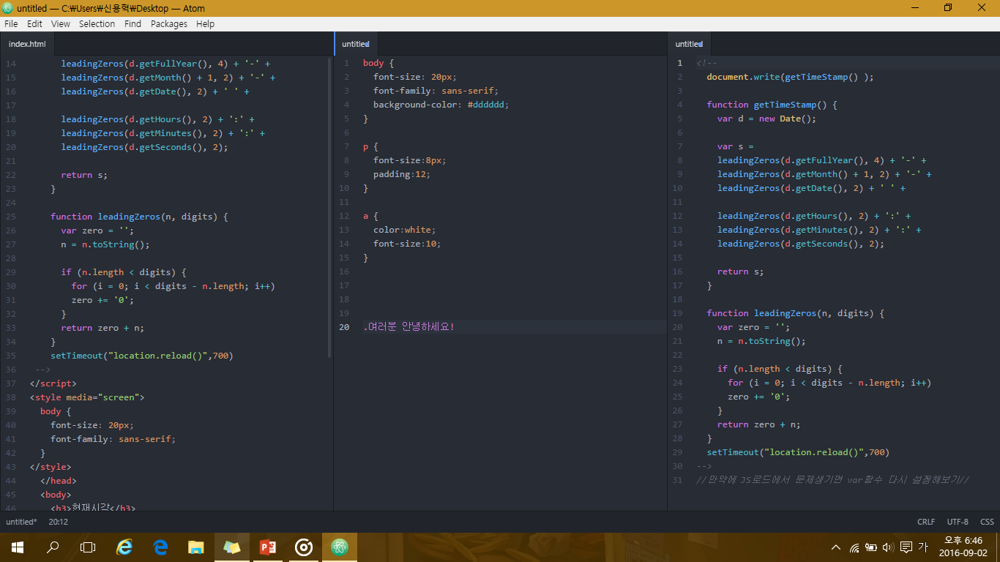 untitled — C:₩Users₩신용혁₩Desktop — Atom
File Edit View Selection Find Packages Help
index.html
14 leadingZeros(d.getFullYear(), 4) + '-' +
15 leadingZeros(d.getMonth() + 1, 2) + '-' +
16 leadingZeros(d.getDate(), 2) + ' ' +
17
18 leadingZeros(d.getHours(), 2) + ':' +
19 leadingZeros(d.getMinutes(), 2) + ':' +
20 leadingZeros(d.getSeconds(), 2);
21
22 return s;
23 }
24
25 function leadingZeros(n, digits) {
26 var zero = '';
27 n = n.toString();
28
29 if (n.length < digits) {
30 for (i = 0; i < digits - n.length; i++)
31 zero += '0';
32 }
33 return zero + n;
34 }
35 setTimeout("location.reload()",700)
36 -->
37 </script>
38 <style media="screen">
39 body {
40 font-size: 20px;
41 font-family: sans-serif;
42 }
43 </style>
44 </head>
45 <body>
46 <h3>현재시각</h3>
untitled
1 body {
2 font-size: 20px;
3 font-family: sans-serif;
4 background-color: #dddddd;
5 }
6
7 p {
8 font-size:8px;
9 padding:12;
10 }
11
12 a {
13 color:white;
14 font-size:10;
15 }
16
17
18
19
20 .여러분 안녕하세요!
untitled
1 <!--
2 document.write(getTimeStamp() );
3
4 function getTimeStamp() {
5 var d = new Date();
6
7 var s =
8 leadingZeros(d.getFullYear(), 4) + '-' +
9 leadingZeros(d.getMonth() + 1, 2) + '-' +
10 leadingZeros(d.getDate(), 2) + ' ' +
11
12 leadingZeros(d.getHours(), 2) + ':' +
13 leadingZeros(d.getMinutes(), 2) + ':' +
14 leadingZeros(d.getSeconds(), 2);
15
16 return s;
17 }
18
19 function leadingZeros(n, digits) {
20 var zero = '';
21 n = n.toString();
22
23 if (n.length < digits) {
24 for (i = 0; i < digits - n.length; i++)
25 zero += '0';
26 }
27 return zero + n;
28 }
29 setTimeout("location.reload()",700)
30 -->
31 //만약에 JS로드에서 문제생기면 var함수 다시 설정해보기//
untitled* 20:12 CRLF UTF-8 CSS
가
오후 6:46
2016-09-02